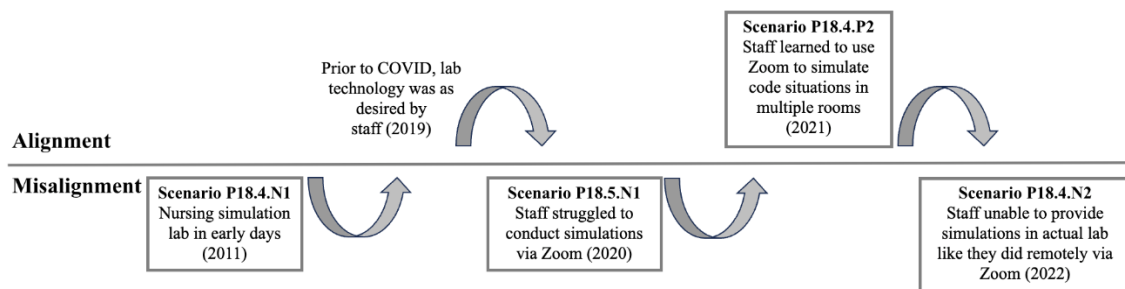 Scenario P18.4.P2
Staff learned to use
Zoom to simulate
code situations in
multiple rooms
(2021)
Prior to COVID, lab
technology was as
desired by
staff (2019)
Alignment
Misalignment
Scenario P18.4.N1
Nursing simulation
lab in early days
(2011)
Scenario P18.5.N1
Staff struggled to
conduct simulations
via Zoom (2020)
Scenario P18.4.N2
Staff unable to provide
simulations in actual lab
like they did remotely via
Zoom (2022)